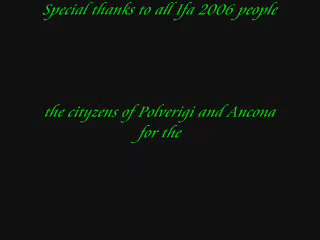 Special thanks to all Ifa 2006 people
the cityzens of Polverigi and Ancona
for the